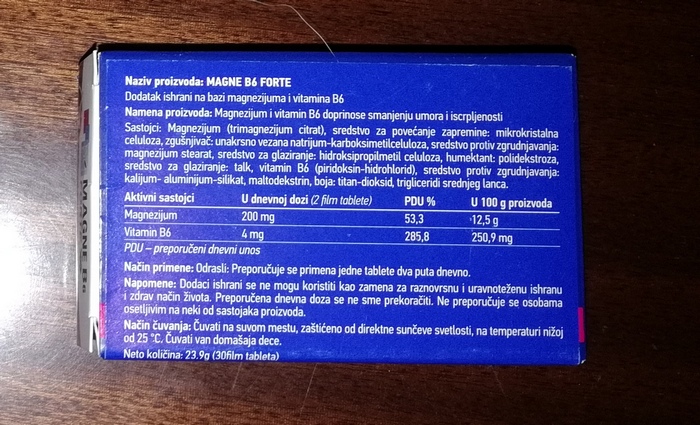 Naziv proizvoda: MAGNE B6 FORTE
Dodatak ishrani na bazi magnezijuma i vitamina B6
Namena proizvoda: Magnezijum i vitamin B6 doprinose smanjenju umora i iscrpljenosti
Sastojci: Magnezijum (trimagnezijum citrat), sredstvo za povećanje zapremine: mikrokristalna
celuloza, zgušnjivač: unakrsno vezana natrijum-karboksimetilceluloza, sredstvo protiv zgrudnjavanja:
magnezijum stearat, sredstvo za glaziranje: hidroksipropilmetil celuloza, humektant: polidekstroza,
sredstvo za glaziranje: talk, vitamin B6 (piridoksin-hidrohlorid), sredstvo protiv zgrudnjavanja:
kalijum- aluminijum-silikat, maltodekstrin, boja: titan-dioksid, trigliceridi srednjeg lanca.
Aktivni sastojci U dnevnoj dozi (2 film tablete) PDU % U 100 g proizvoda
Magnezijum 200 mg 53,3 12,5 g
Vitamin B6 4 mg 285,8 250,9 mg
PDU – preporučeni dnevni unos
Način primene: Odrasli: Preporučuje se primena jedne tablete dva puta dnevno.
Napomene: Dodaci ishrani se ne mogu koristiti kao zamena za raznovrsnu i uravnoteženu ishranu
i zdrav način života. Preporučena dnevna doza se ne sme prekoračiti. Ne preporučuje se osobama
osetljivim na neki od sastojaka proizvoda.
Način čuvanja: Čuvati na suvom mestu, zaštićeno od direktne sunčeve svetlosti, na temperaturi nižoj
od 25 °C. Čuvati van domašaja dece.
Neto količina: 23,9g (30film tableta)
MAGNE B6